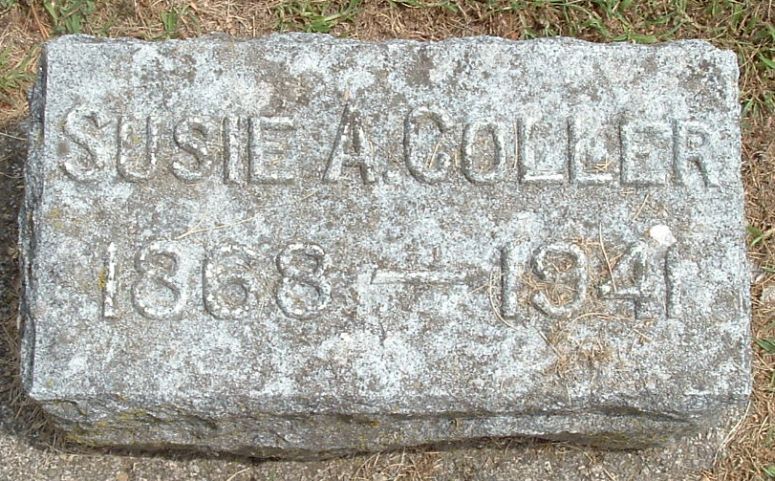 SUSIE A. COLLER
1868 — 1941